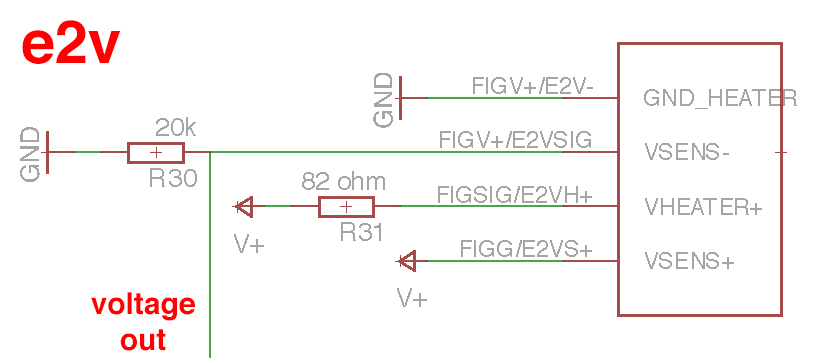 e2v
GND
FIGV+/E2V-
GND_HEATER
GND
20k
R30
FIGV+/E2VSIG
VSENS-
82 ohm
R31
V+
FIGSIG/E2VH+
VHEATER+
V+
FIGG/E2VS+
VSENS+
voltage
out